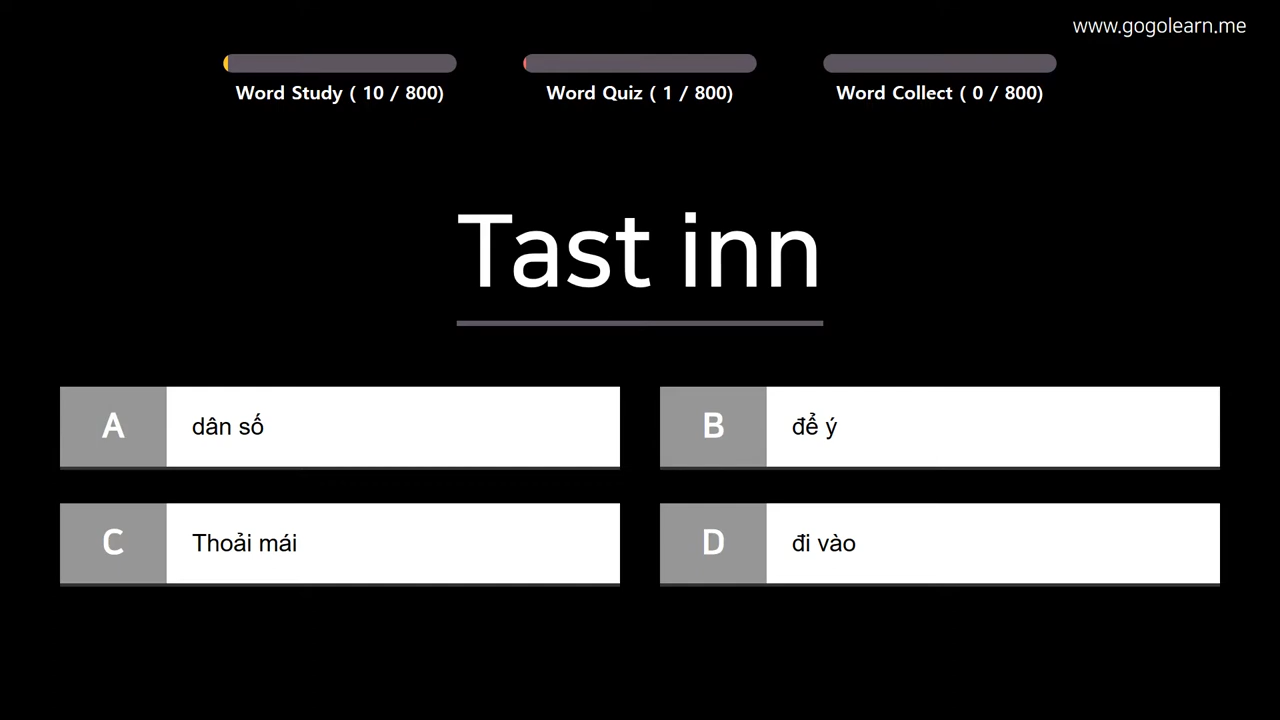 www.gogolearn.me
Word Study ( 10 / 800)
Word Quiz ( 1 / 800)
Word Collect ( 0 / 800)
Tast inn
A dân số
B để ý
C Thoải mái
D đi vào